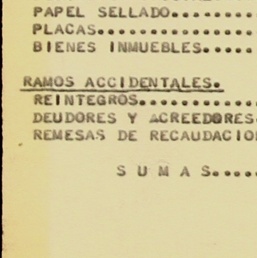 PAPEL SELLADO.......
PLACAS..............
BIENES INMUEBLES.....
RAMOS ACCIDENTALES.
REINTEGROS..........
DEUDORES Y ACREEDORES.
REMESAS DE RECAUDACIO
S U M A S.....